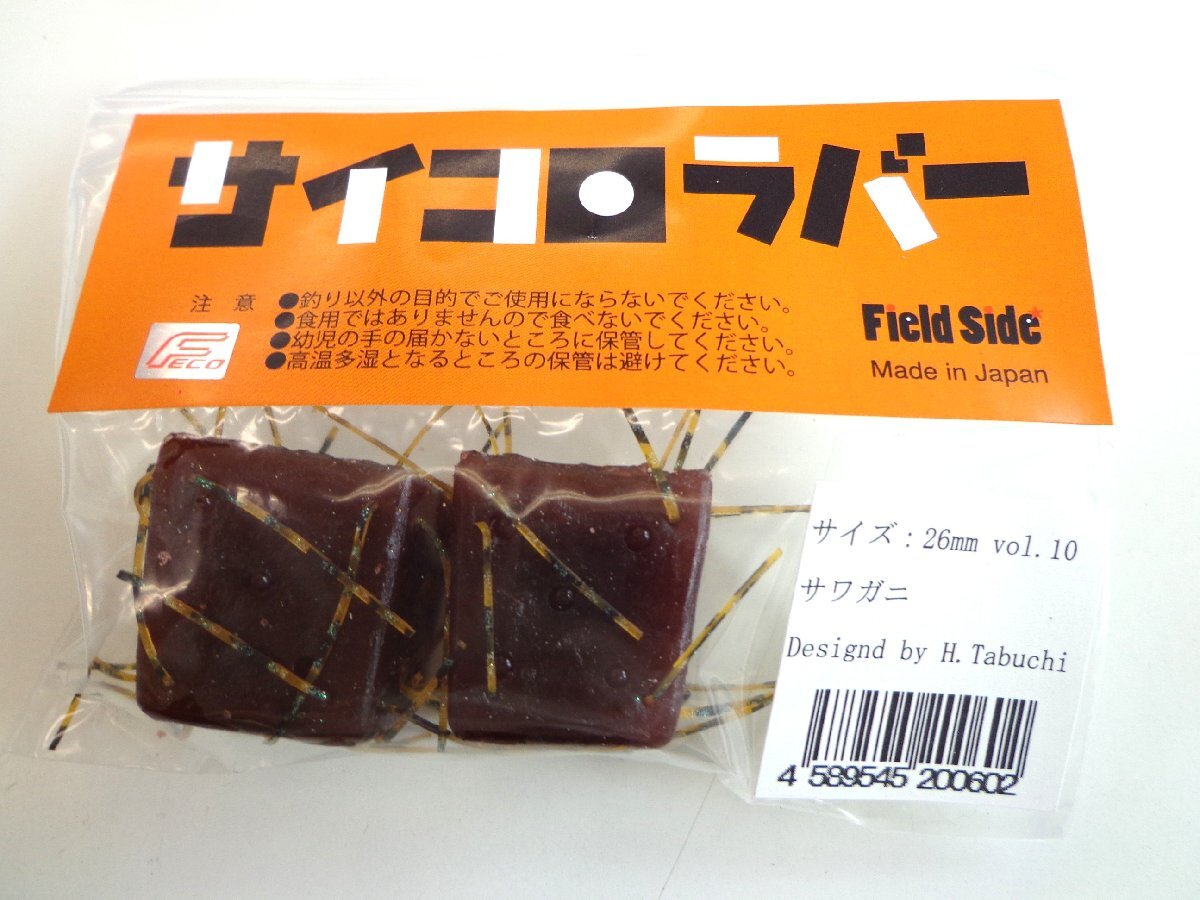 サイコロラバー
注 意 ●釣り以外の目的でご使用にならないでください。
●食用ではありませんので食べないでください。
●幼児の手の届かないところに保管してください。
●高温多湿となるところの保管は避けてください。
FECO
Field Side
Made in Japan
サイズ：26mm vol.10
サワガニ
Designd by H.Tabuchi
4 589545 200602